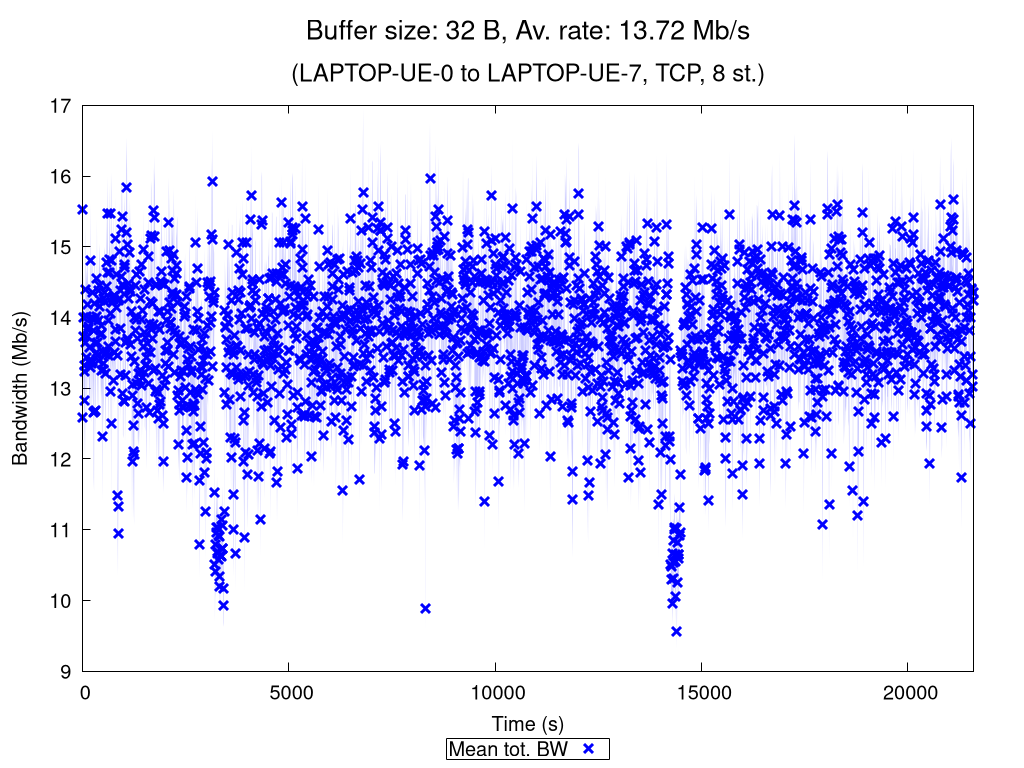 Buffer size: 32 B, Av. rate: 13.72 Mb/s
(LAPTOP-UE-0 to LAPTOP-UE-7, TCP, 8 st.)
17
16
15
14
13
12
11
10
9
Bandwidth (Mb/s)
0 5000 10000 15000 20000
Time (s)
Mean tot. BW